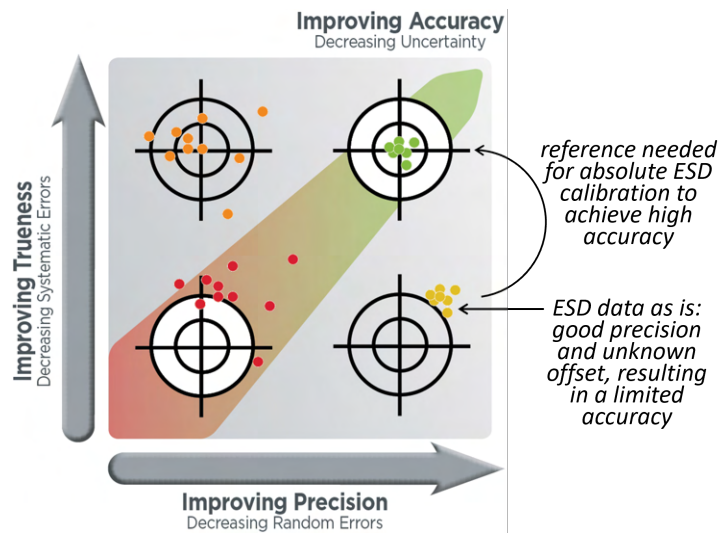 Improving Accuracy
Decreasing Uncertainty
Improving Trueness
Decreasing Systematic Errors
reference needed
for absolute ESD
calibration to
achieve high
accuracy
ESD data as is:
good precision
and unknown
offset, resulting
in a limited
accuracy
Improving Precision
Decreasing Random Errors